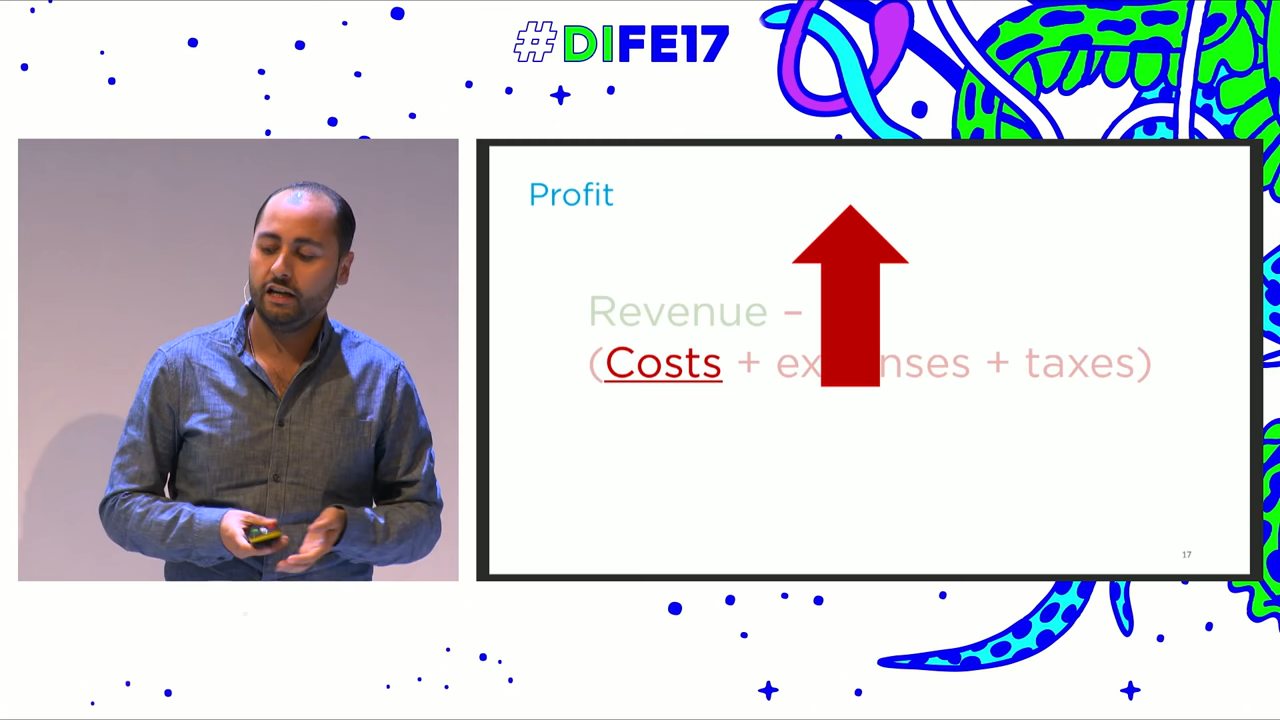 #DIFE17
Profit
Revenue –
(Costs + ex nses + taxes)
17